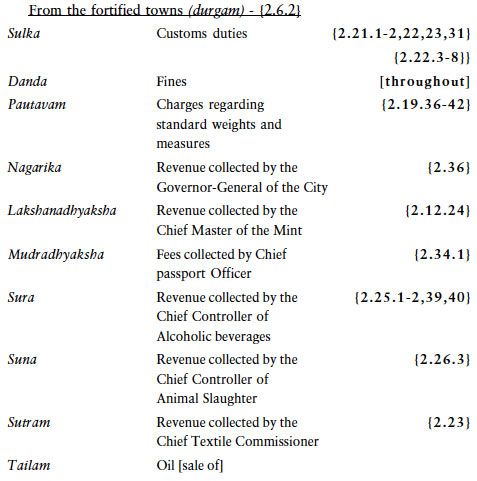 From the fortified towns (durgam) - {2.6.2}
Sulka Customs duties {2.21.1-2,22,23,31}
{2.22.3-8}}
Danda Fines [throughout]
Pautavam Charges regarding {2.19.36-42}
standard weights and
measures
Nagarika Revenue collected by the {2.36}
Governor-General of the City
Lakshanadhyaksha Revenue collected by the {2.12.24}
Chief Master of the Mint
Mudradhyaksha Fees collected by Chief {2.34.1}
passport Officer
Sura Revenue collected by the {2.25.1-2,39,40}
Chief Controller of
Alcoholic beverages
Suna Revenue collected by the {2.26.3}
Chief Controller of
Animal Slaughter
Sutram Revenue collected by the {2.23}
Chief Textile Commissioner
Tailam Oil [sale of]